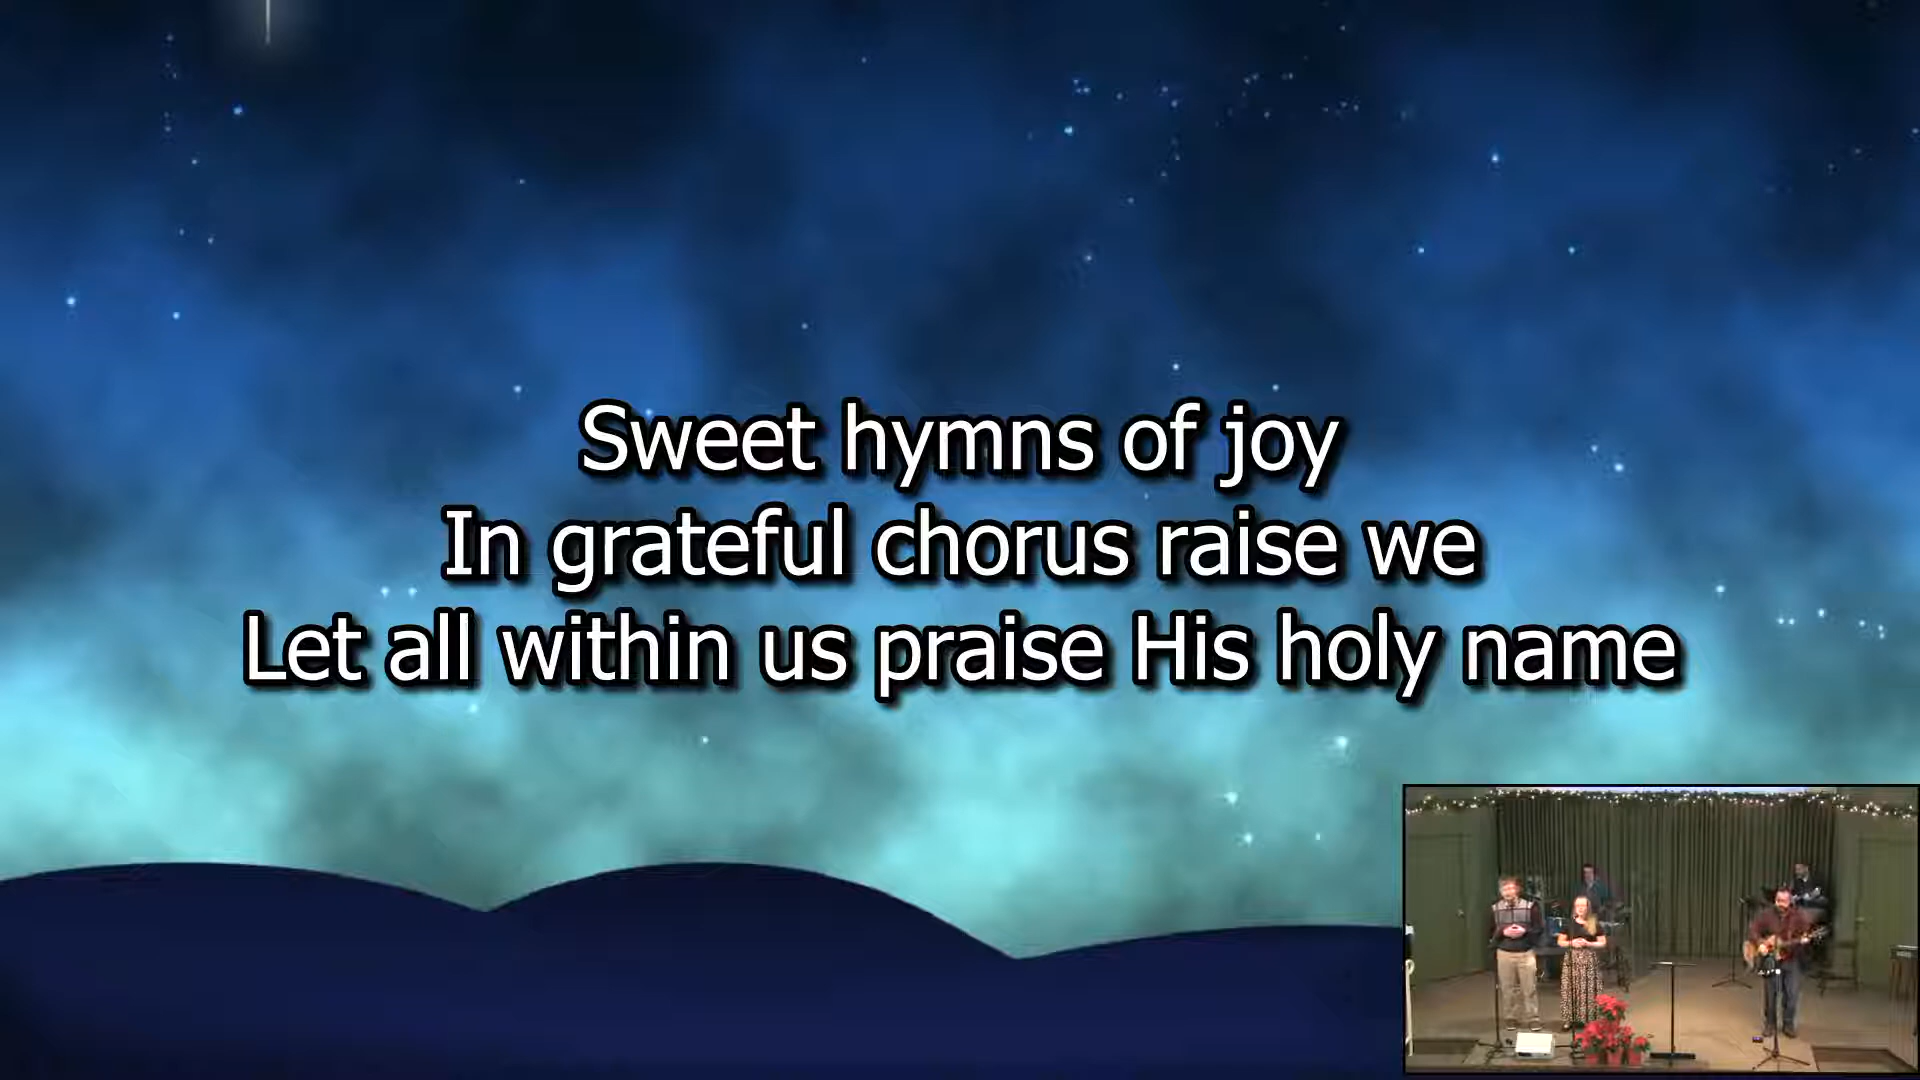 Sweet hymns of joy
In grateful chorus raise we
Let all within us praise His holy name